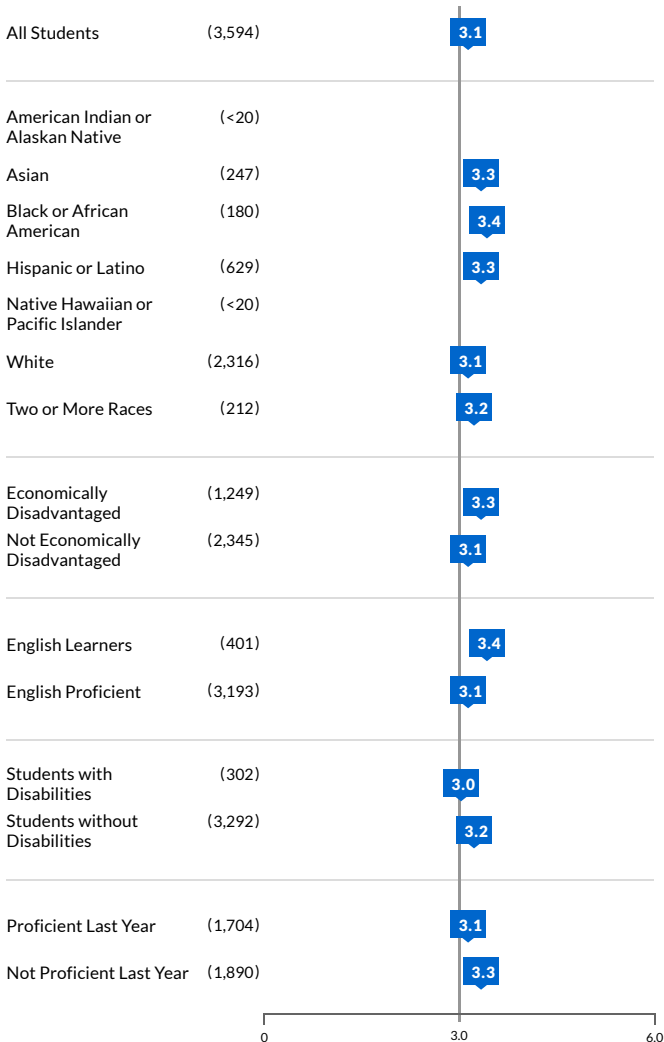 All Students (3,594) 3.1
American Indian or (<20)
Alaskan Native
Asian (247) 3.3
Black or African (180) 3.4
American
Hispanic or Latino (629) 3.3
Native Hawaiian or (<20)
Pacific Islander
White (2,316) 3.1
Two or More Races (212) 3.2
Economically (1,249) 3.3
Disadvantaged
Not Economically (2,345) 3.1
Disadvantaged
English Learners (401) 3.4
English Proficient (3,193) 3.1
Students with (302) 3.0
Disabilities
Students without (3,292) 3.2
Disabilities
Proficient Last Year (1,704) 3.1
Not Proficient Last Year (1,890) 3.3
0 3.0 6.0